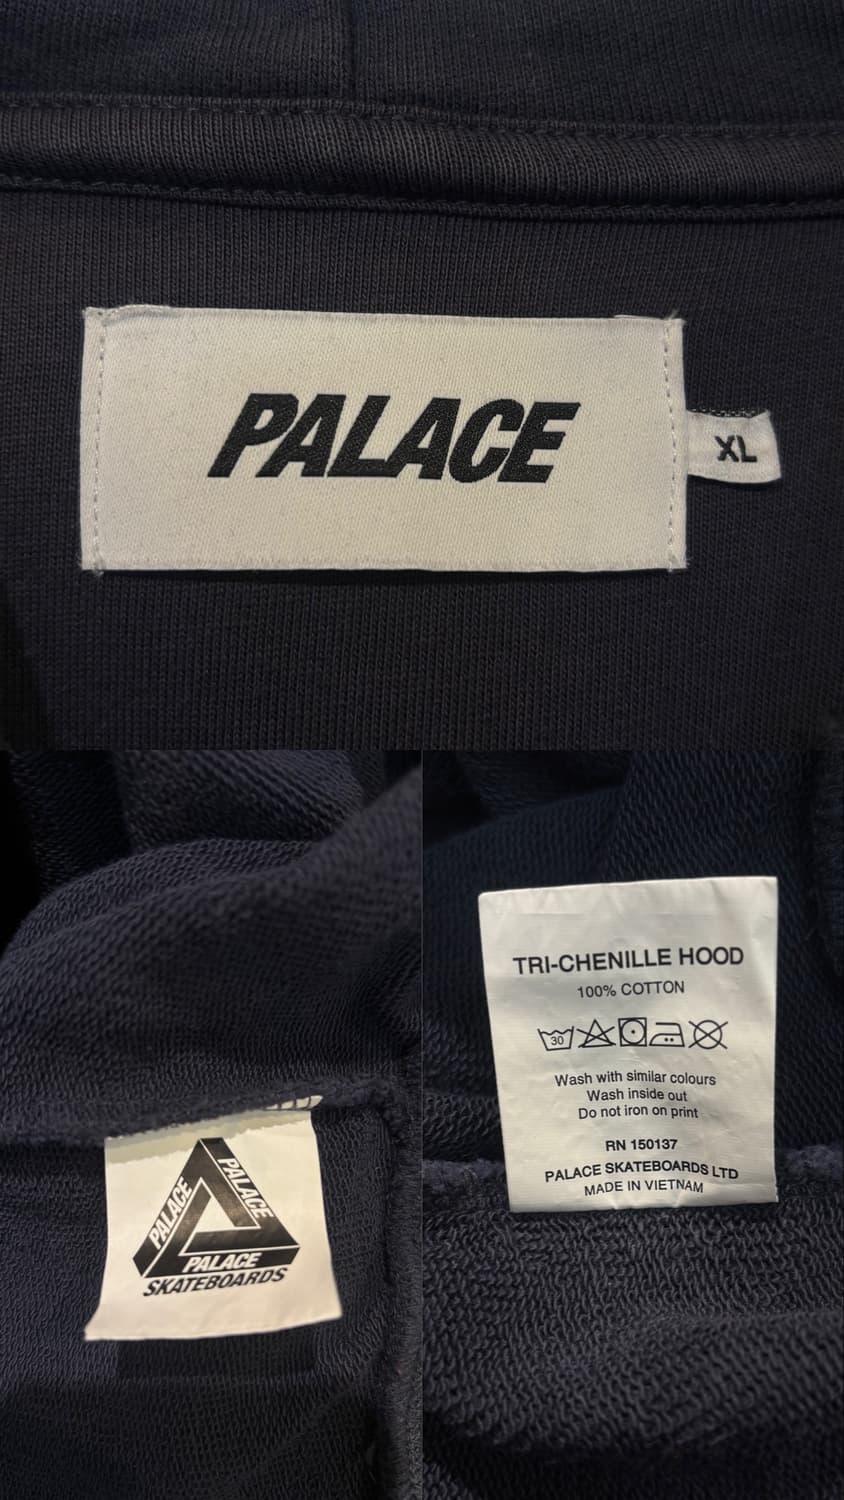 PALACE
XL
PALACE
PALACE
PALACE
SKATEBOARDS
TRI-CHENILLE HOOD
100% COTTON
30
Wash with similar colours
Wash inside out
Do not iron on print
RN 150137
PALACE SKATEBOARDS LTD
MADE IN VIETNAM